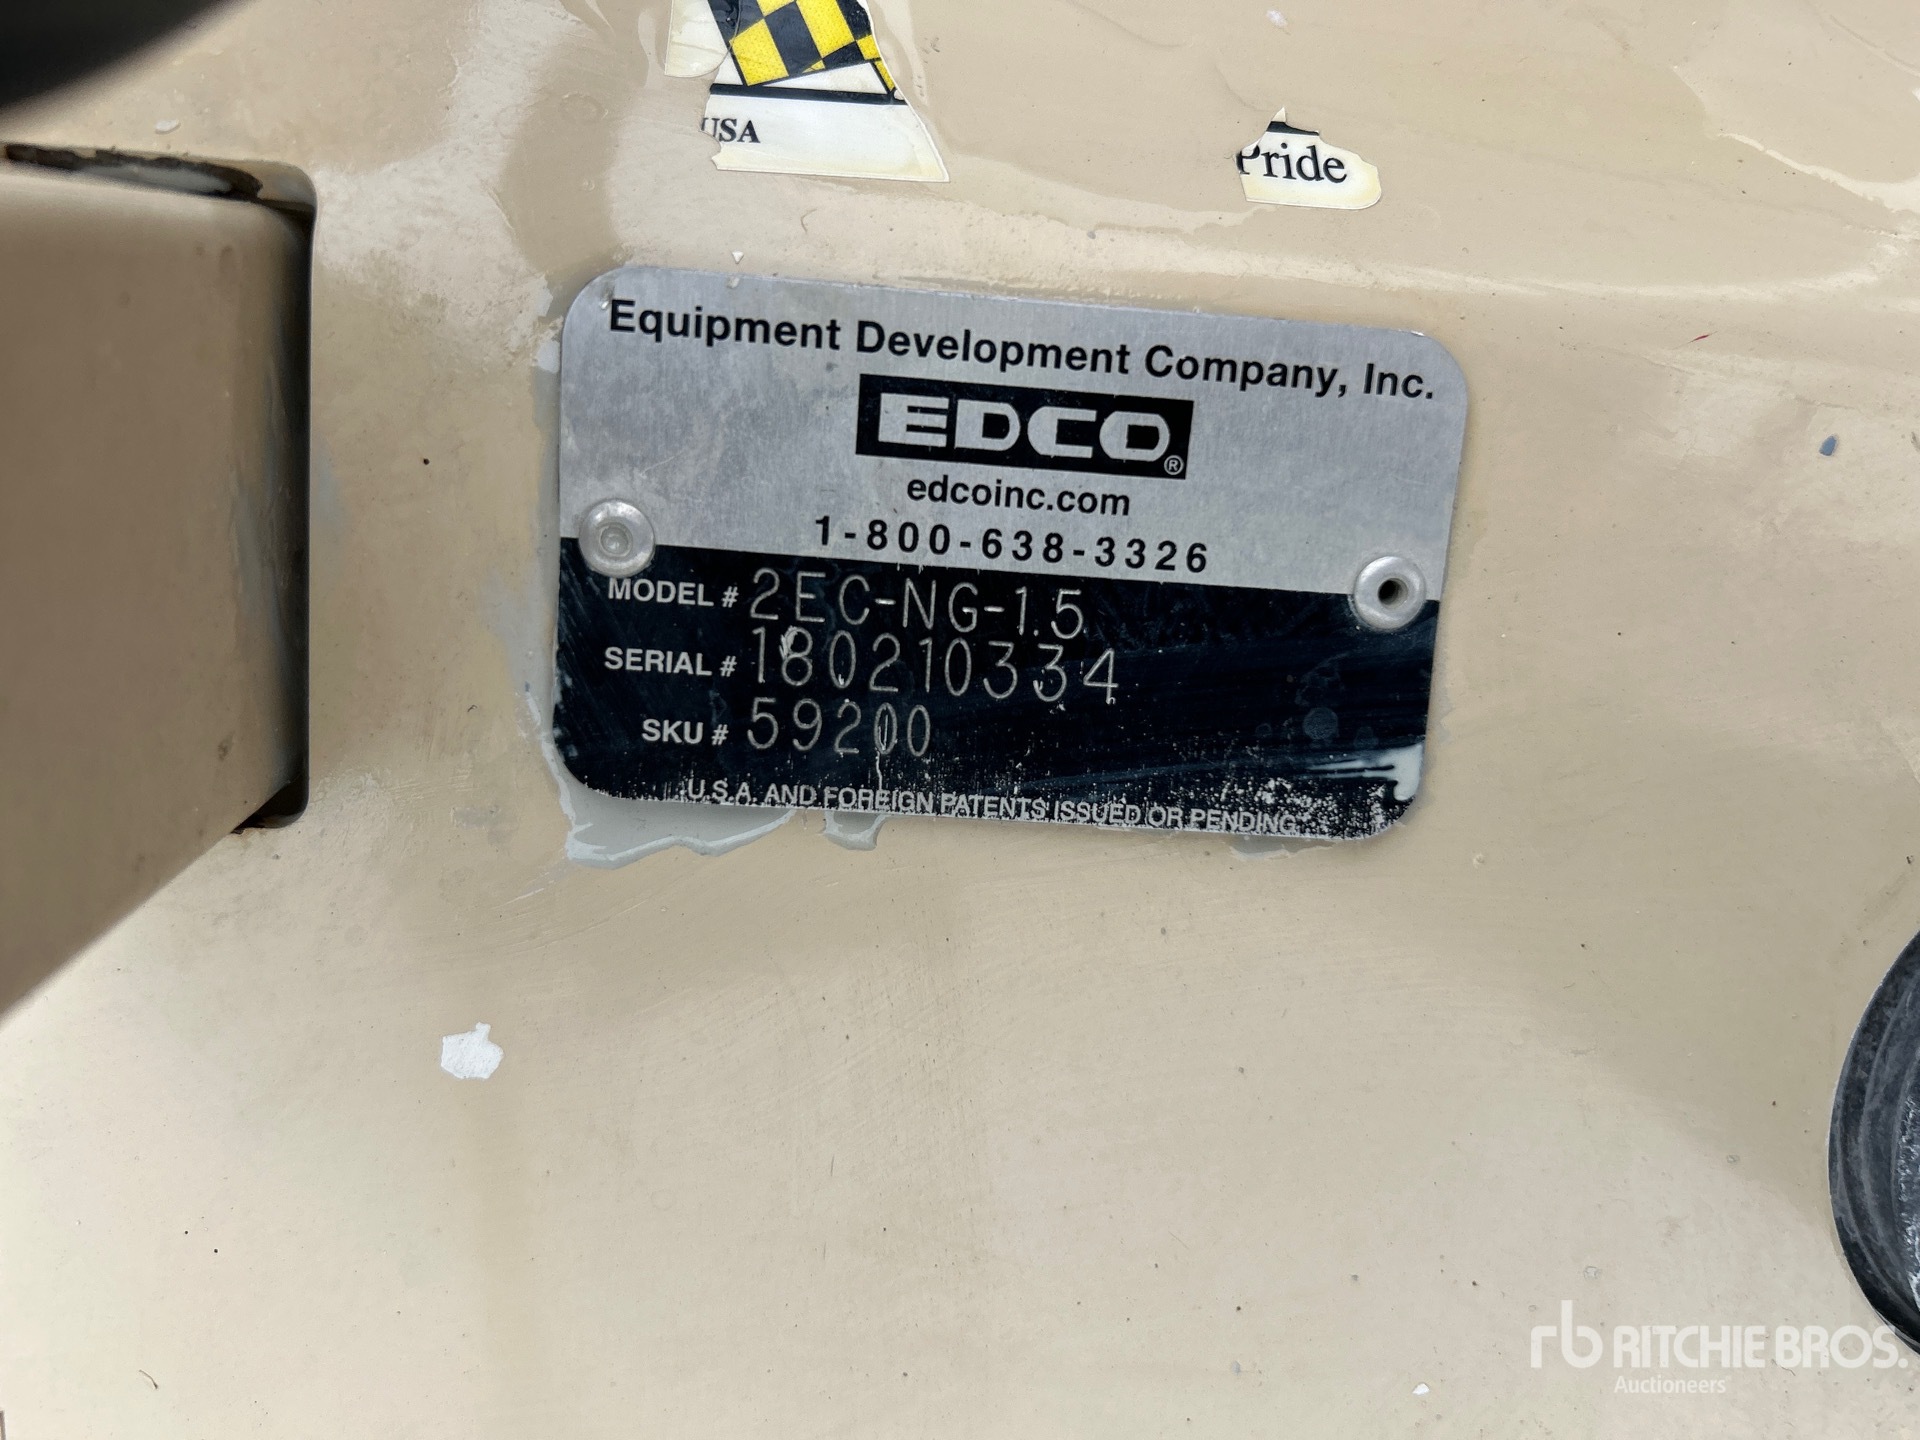 USA
Pride
Equipment Development Company, Inc.
EDCO®
edcoinc.com
1-800-638-3326
MODEL # 2EC-NG-1.5
SERIAL # 180210334
SKU # 59200
U.S.A. AND FOREIGN PATENTS ISSUED OR PENDING
rb RITCHIE BROS.
Auctioneers